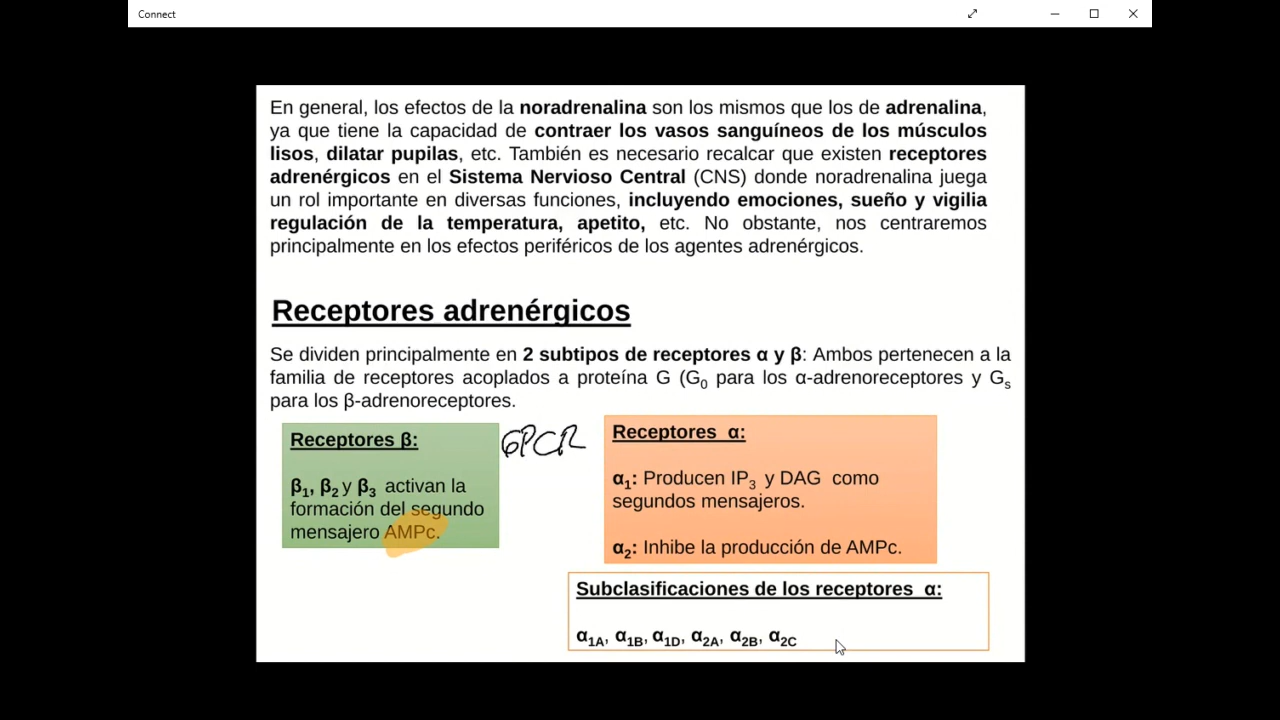 Connect
En general, los efectos de la noradrenalina son los mismos que los de adrenalina,
ya que tiene la capacidad de contraer los vasos sanguíneos de los músculos
lisos, dilatar pupilas, etc. También es necesario recalcar que existen receptores
adrenérgicos en el Sistema Nervioso Central (CNS) donde noradrenalina juega
un rol importante en diversas funciones, incluyendo emociones, sueño y vigilia
regulación de la temperatura, apetito, etc. No obstante, nos centraremos
principalmente en los efectos periféricos de los agentes adrenérgicos.
Receptores adrenérgicos
Se dividen principalmente en 2 subtipos de receptores α y β: Ambos pertenecen a la
familia de receptores acoplados a proteína G (G₀ para los α-adrenoreceptores y Gₛ
para los β-adrenoreceptores.
Receptores β:
β₁, β₂ y β₃ activan la
formación del segundo
mensajero AMPc.
GPCR
Receptores α:
α₁: Producen IP₃ y DAG como
segundos mensajeros.
α₂: Inhibe la producción de AMPc.
Subclasificaciones de los receptores α:
α1A, α1B, α1D, α2A, α2B, α2C